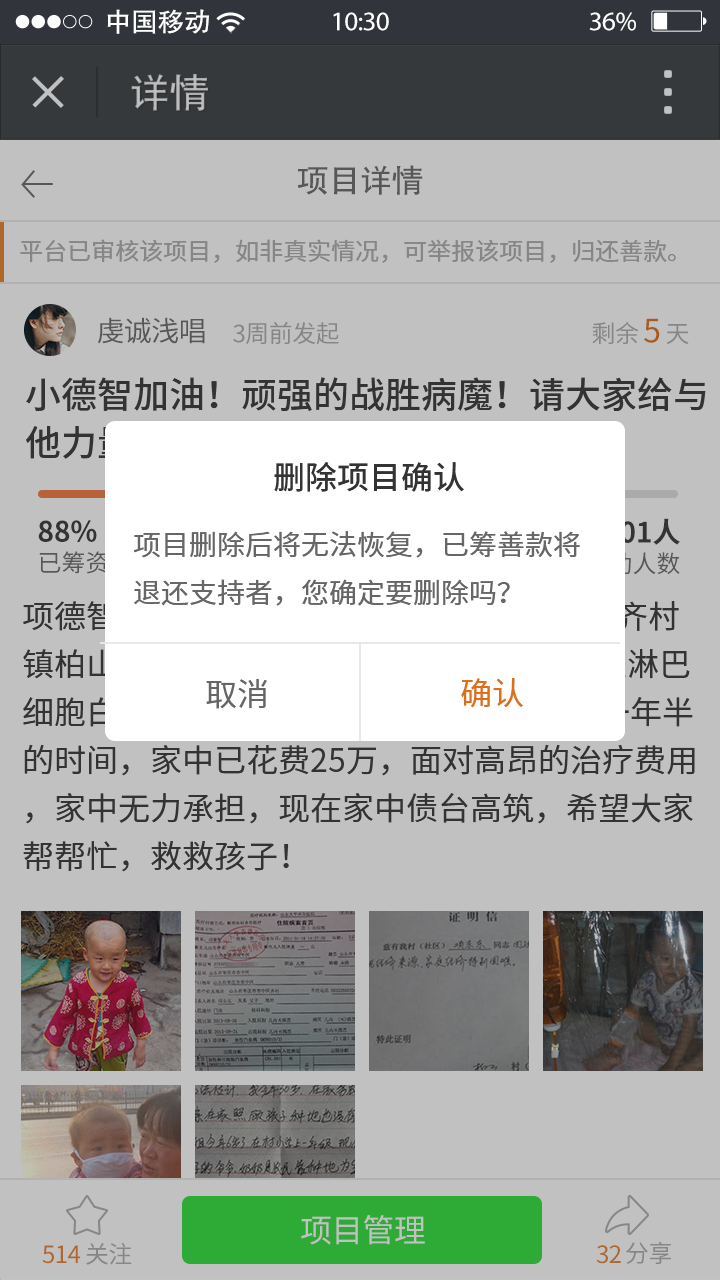 中国移动 10:30 36%
详情
项目详情
平台已审核该项目，如非真实情况，可举报该项目，归还善款。
虔诚浅唱 3周前发起 剩余 5 天
小德智加油！顽强的战胜病魔！请大家给与
他力量
删除项目确认
88% 01人
项目删除后将无法恢复，已筹善款将
已筹资 人数
退还支持者，您确定要删除吗？
项德智 齐村
镇柏山 淋巴
取消 确认
细胞白 年半
的时间，家中已花费25万，面对高昂的治疗费用
，家中无力承担，现在家中债台高筑，希望大家
帮帮忙，救救孩子！
证明信
兹有我村（社区） 同志
特此证明
514 关注 项目管理 32 分享